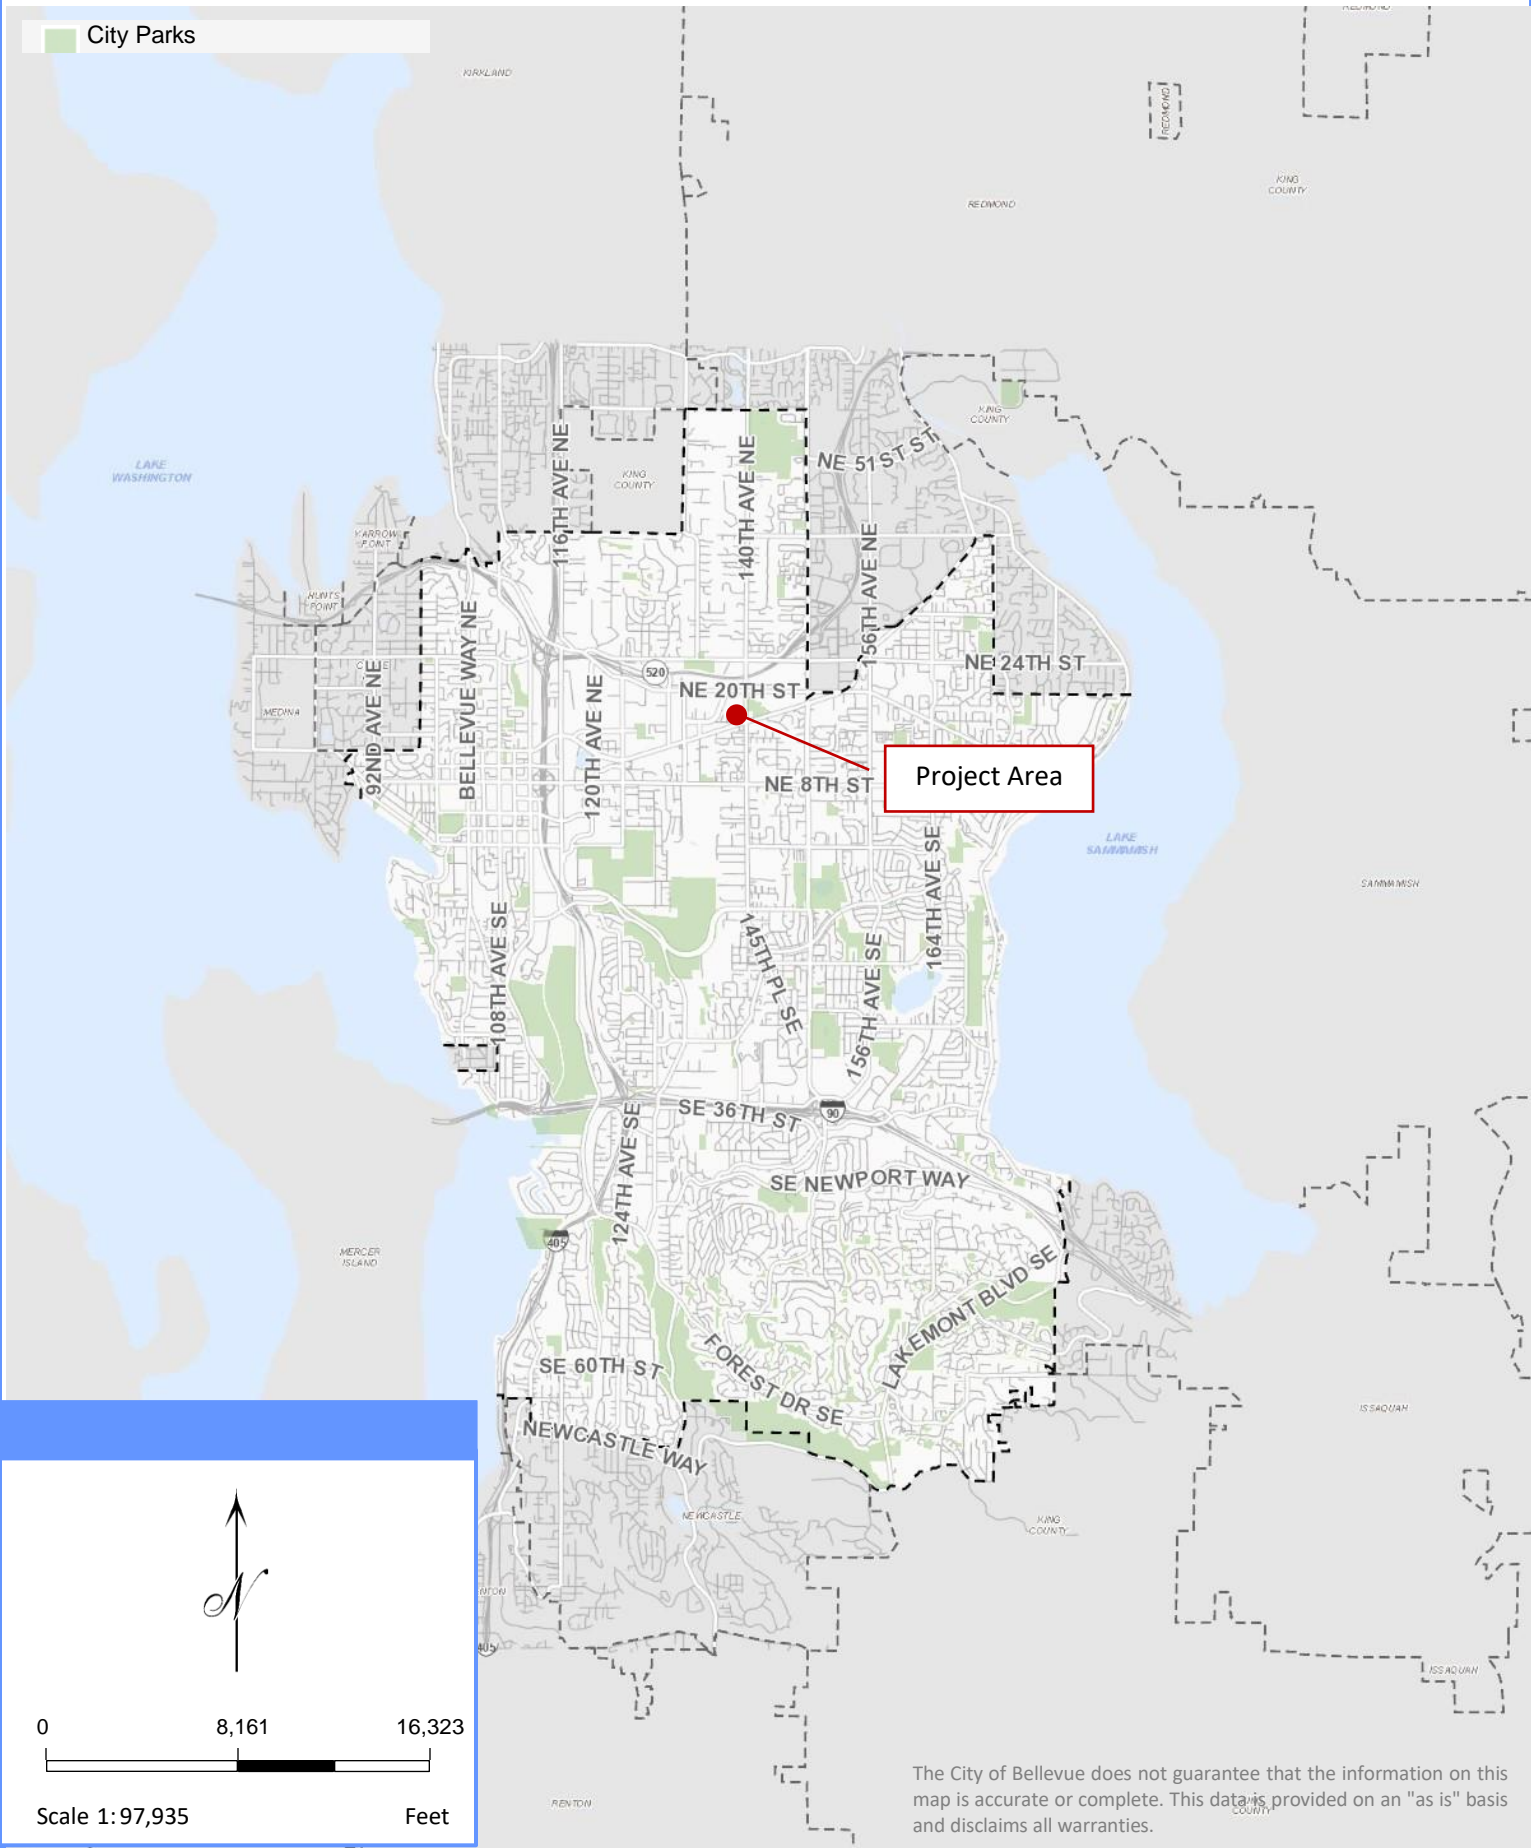 City Parks
REDMOND
KIRKLAND
REDMOND
KING
COUNTY
REDMOND
KING
COUNTY
LAKE
WASHINGTON
116TH AVE NE
KING
COUNTY
140TH AVE NE
NE 51ST ST
YARROW
POINT
HUNTS
POINT
156TH AVE NE
BELLEVUE WAY NE
92ND AVE NE
MEDINA
520
NE 24TH ST
NE 20TH ST
120TH AVE NE
Project Area
NE 8TH ST
LAKE
SAMMAMISH
164TH AVE SE
SAMMAMISH
108TH AVE SE
145TH PL SE
156TH AVE SE
SE 36TH ST
90
124TH AVE SE
SE NEWPORT WAY
405
MERCER
ISLAND
LAKEMONT BLVD SE
FOREST DR SE
SE 60TH ST
ISSAQUAH
NEWCASTLE WAY
NEWCASTLE
KING
COUNTY
NTON
405
ISSAQUAH
N
0 8,161 16,323
Scale 1: 97,935 Feet
RENTON
The City of Bellevue does not guarantee that the information on this
map is accurate or complete. This data is provided on an "as is" basis
and disclaims all warranties.
COUNTY